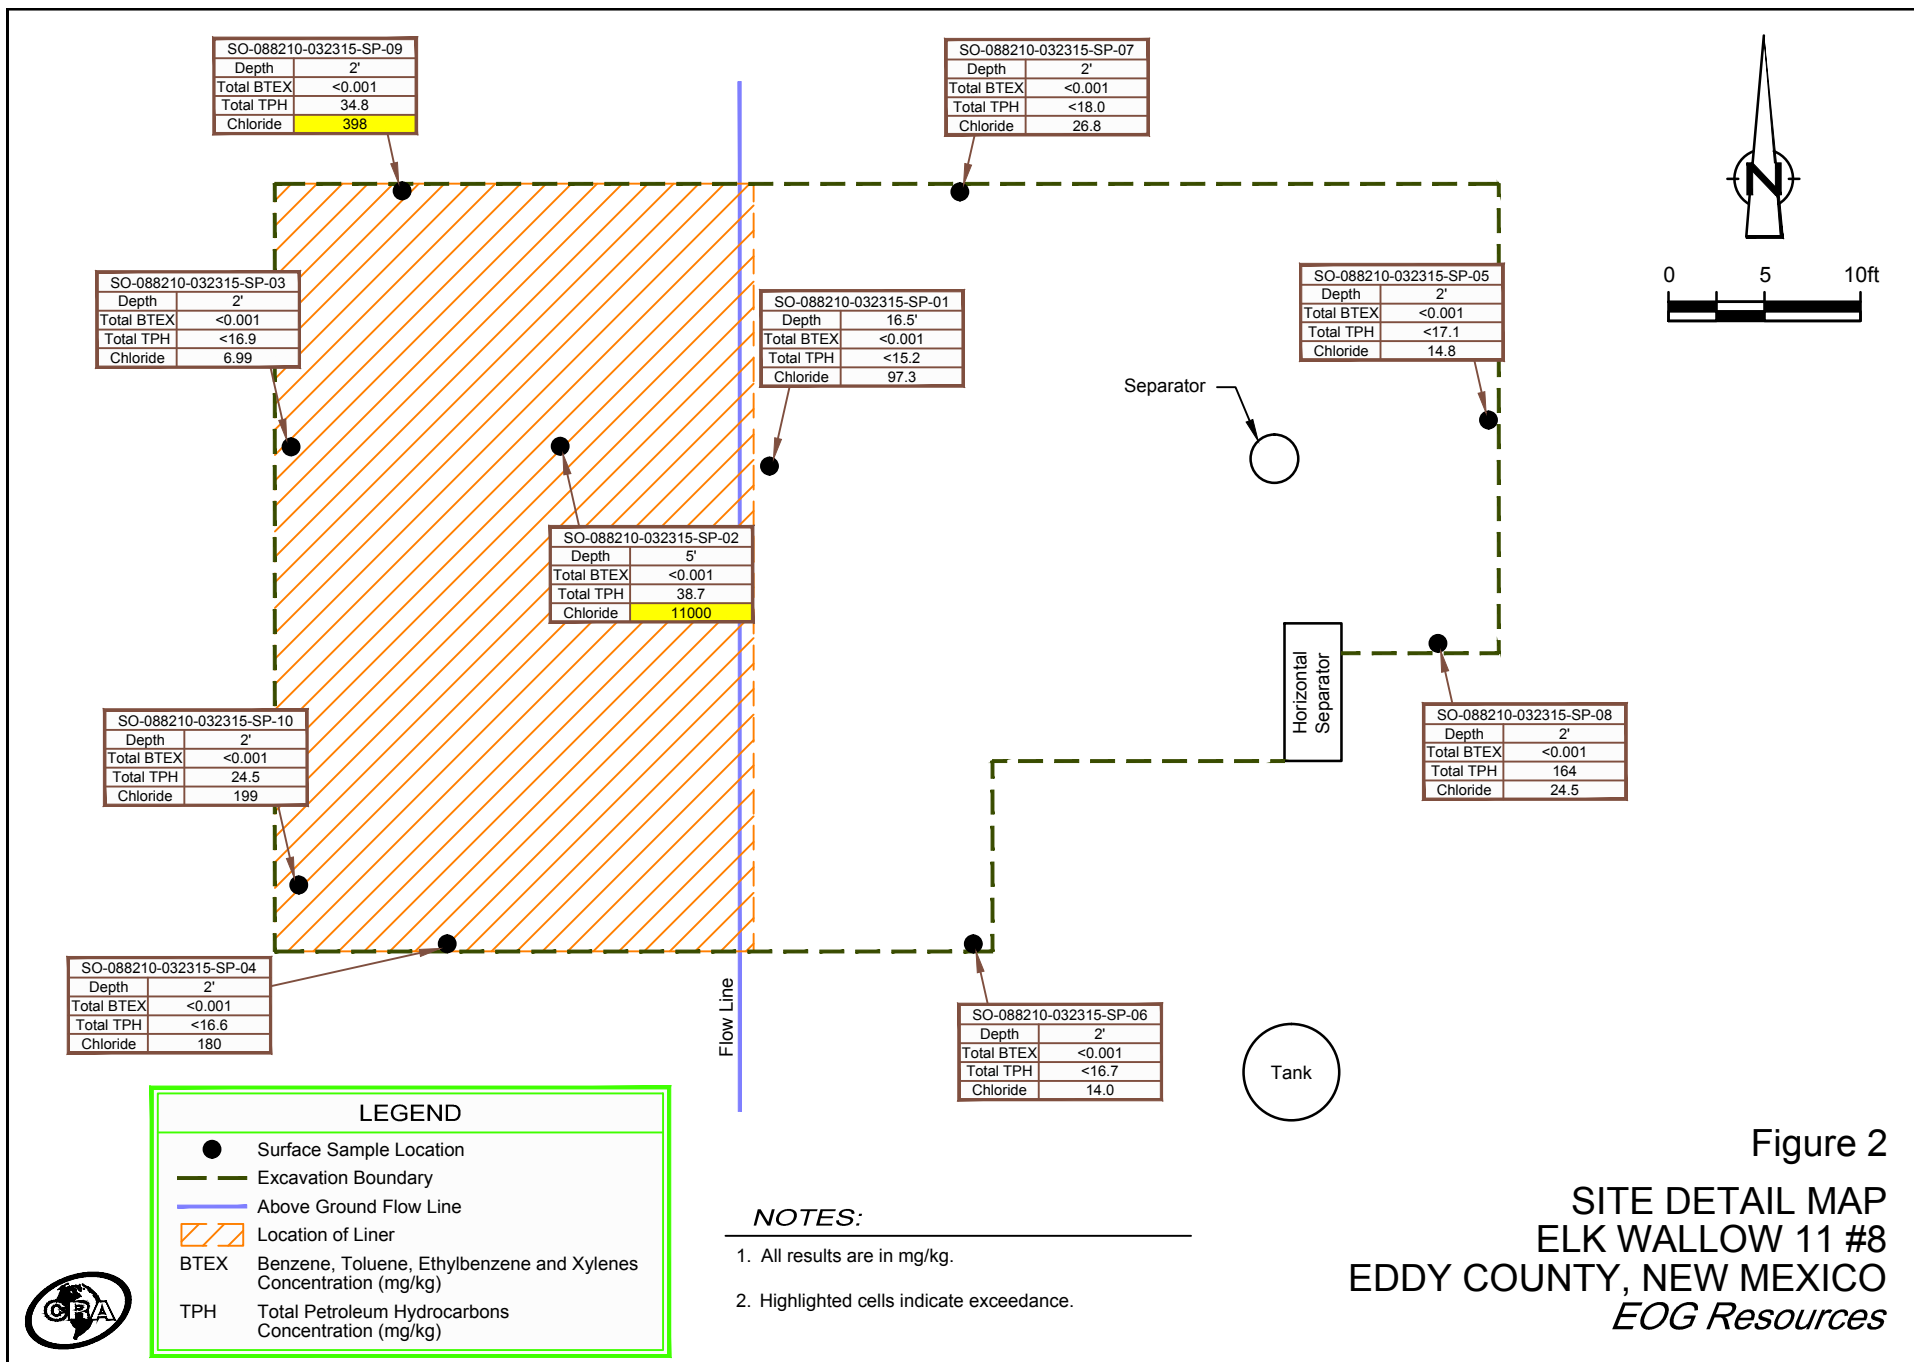 SO-088210-032315-SP-09
Depth 2'
Total BTEX <0.001
Total TPH 34.8
Chloride 398
SO-088210-032315-SP-07
Depth 2'
Total BTEX <0.001
Total TPH <18.0
Chloride 26.8
N
0 5 10ft
SO-088210-032315-SP-03
Depth 2'
Total BTEX <0.001
Total TPH <16.9
Chloride 6.99
SO-088210-032315-SP-01
Depth 16.5'
Total BTEX <0.001
Total TPH <15.2
Chloride 97.3
SO-088210-032315-SP-05
Depth 2'
Total BTEX <0.001
Total TPH <17.1
Chloride 14.8
Separator
SO-088210-032315-SP-02
Depth 5'
Total BTEX <0.001
Total TPH 38.7
Chloride 11000
Horizontal
Separator
SO-088210-032315-SP-10
Depth 2'
Total BTEX <0.001
Total TPH 24.5
Chloride 199
SO-088210-032315-SP-08
Depth 2'
Total BTEX <0.001
Total TPH 164
Chloride 24.5
SO-088210-032315-SP-04
Depth 2'
Total BTEX <0.001
Total TPH <16.6
Chloride 180
Flow Line
SO-088210-032315-SP-06
Depth 2'
Total BTEX <0.001
Total TPH <16.7
Chloride 14.0
Tank
LEGEND
Surface Sample Location
Excavation Boundary
Above Ground Flow Line
Location of Liner
BTEX Benzene, Toluene, Ethylbenzene and Xylenes
Concentration (mg/kg)
TPH Total Petroleum Hydrocarbons
Concentration (mg/kg)
CRA
NOTES:
1. All results are in mg/kg.
2. Highlighted cells indicate exceedance.
Figure 2
SITE DETAIL MAP
ELK WALLOW 11 #8
EDDY COUNTY, NEW MEXICO
EOG Resources